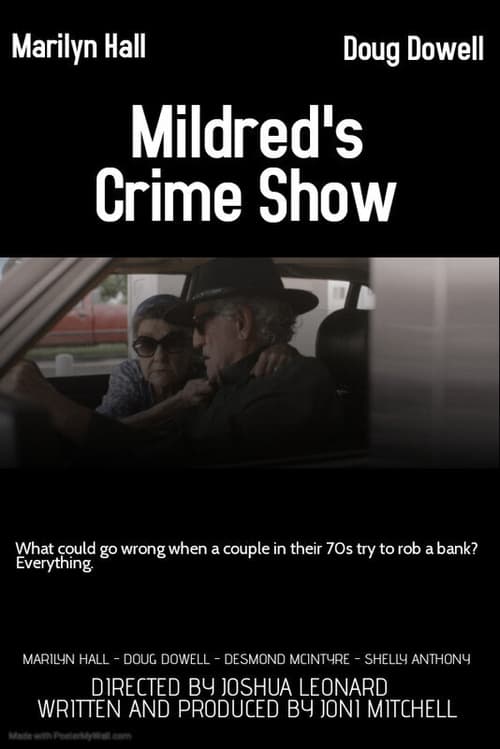 Marilyn Hall
Doug Dowell
Mildred's
Crime Show
What could go wrong when a couple in their 70s try to rob a bank?
Everything.
MARILYN HALL - DOUG DOWELL - DESMOND MCINTYRE - SHELLY ANTHONY
DIRECTED BY JOSHUA LEONARD
WRITTEN AND PRODUCED BY JONI MITCHELL
Made with PosterMyWall.com